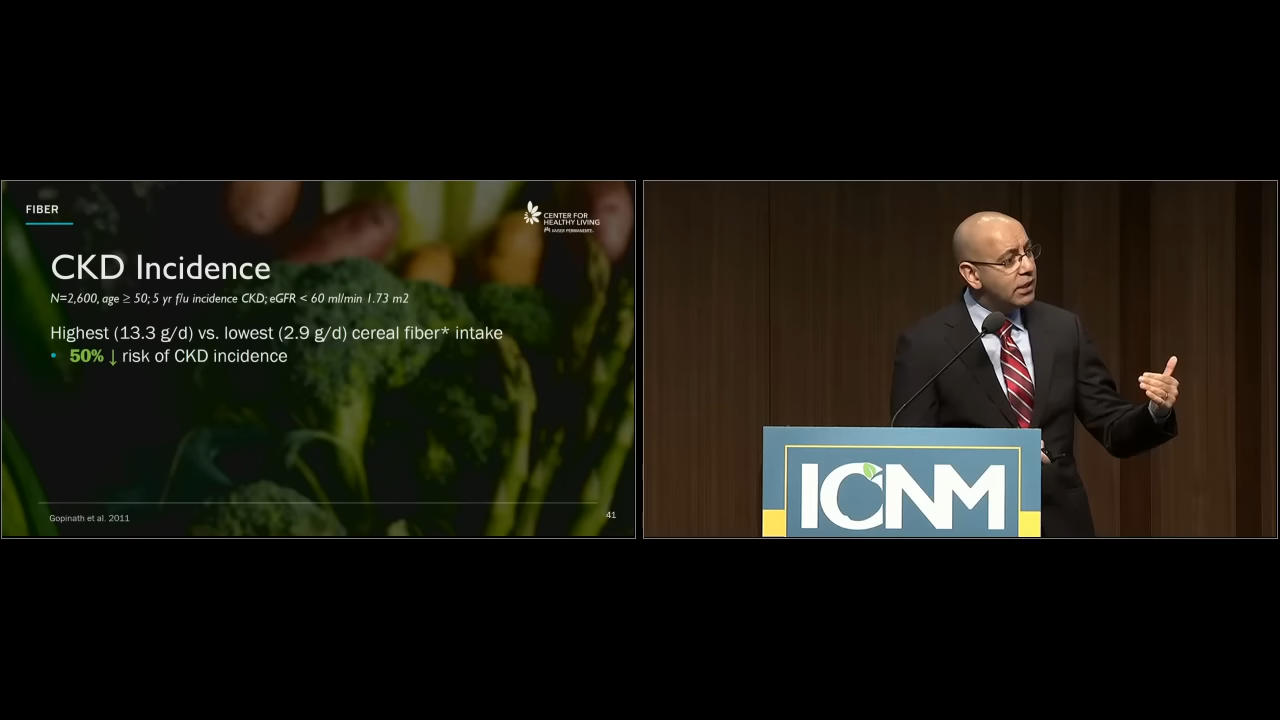 FIBER
CENTER FOR
HEALTHY LIVING
KAISER PERMANENTE.
CKD Incidence
N=2,600, age ≥ 50; 5 yr f/u incidence CKD; eGFR < 60 ml/min 1.73 m2
Highest (13.3 g/d) vs. lowest (2.9 g/d) cereal fiber* intake
• 50% ↓ risk of CKD incidence
Gopinath et al. 2011
41
ICNM